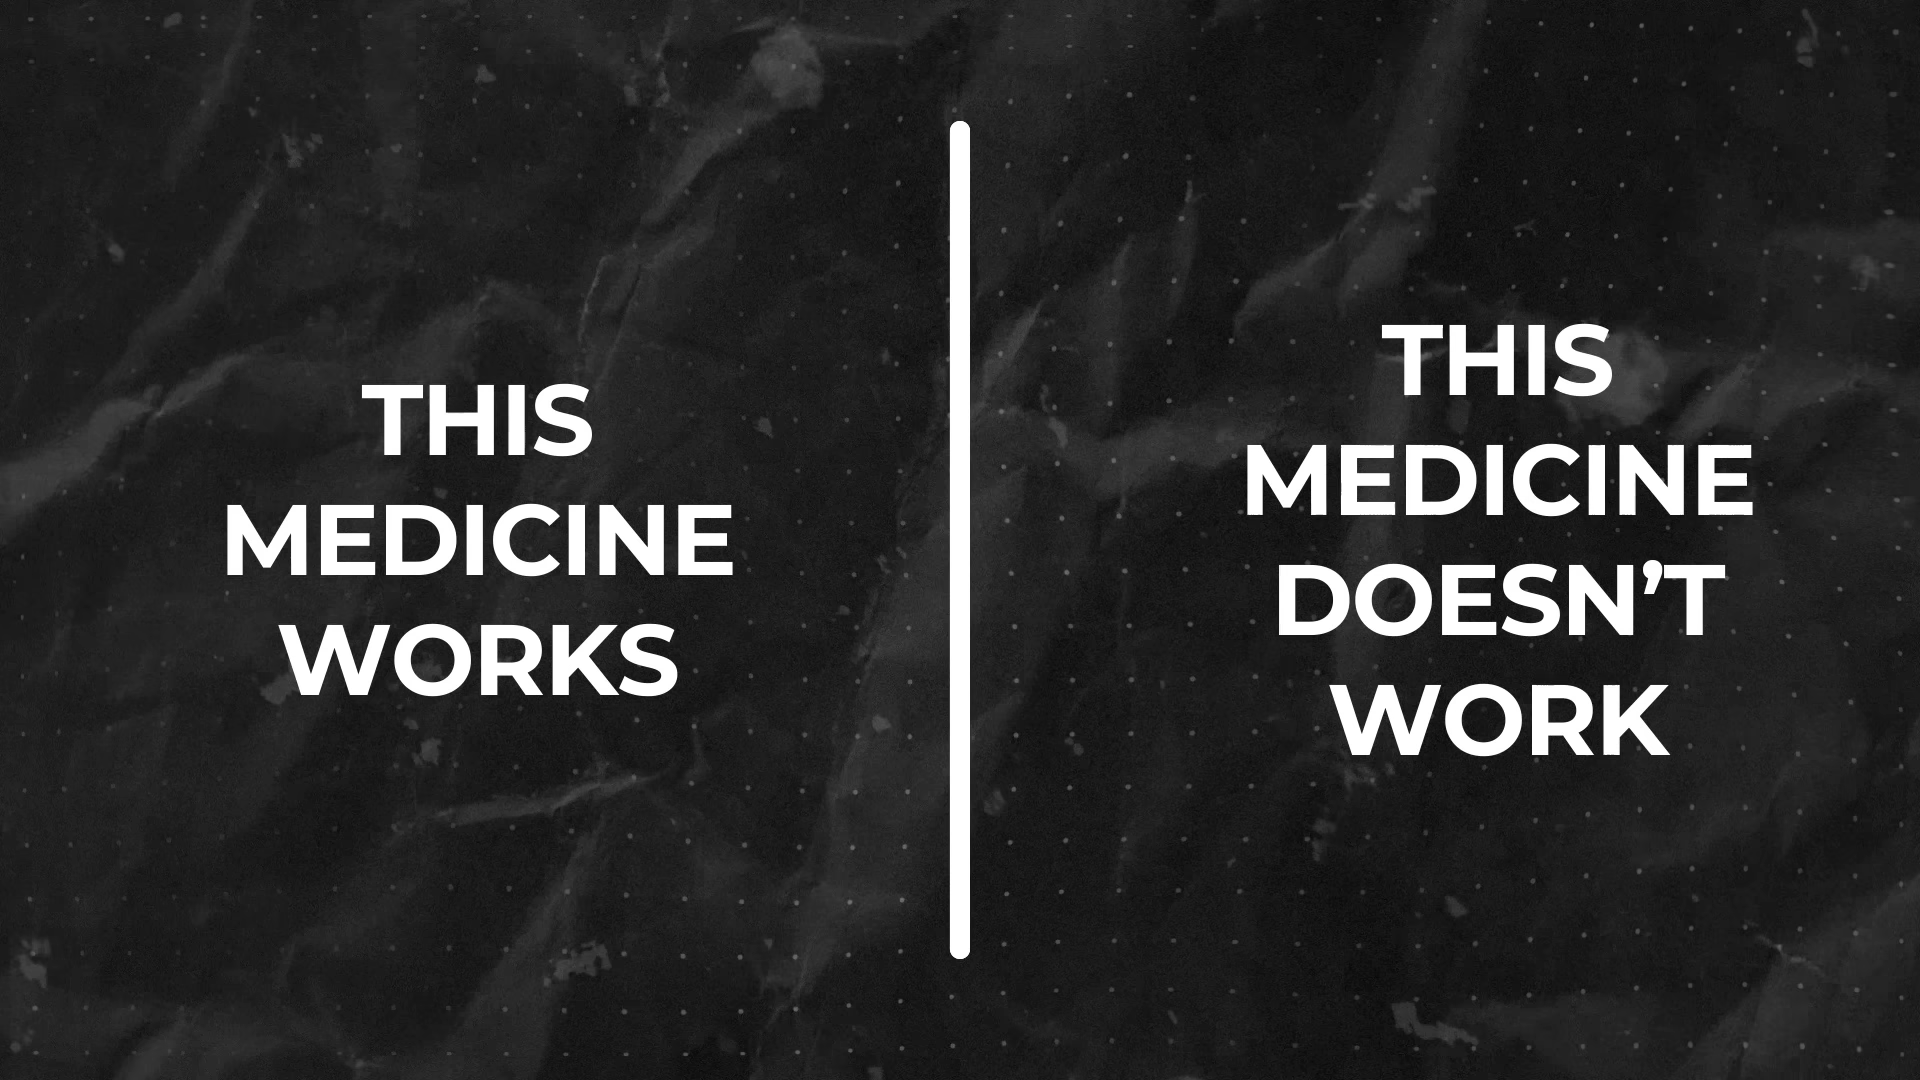 THIS
MEDICINE
WORKS
THIS
MEDICINE
DOESN’T
WORK